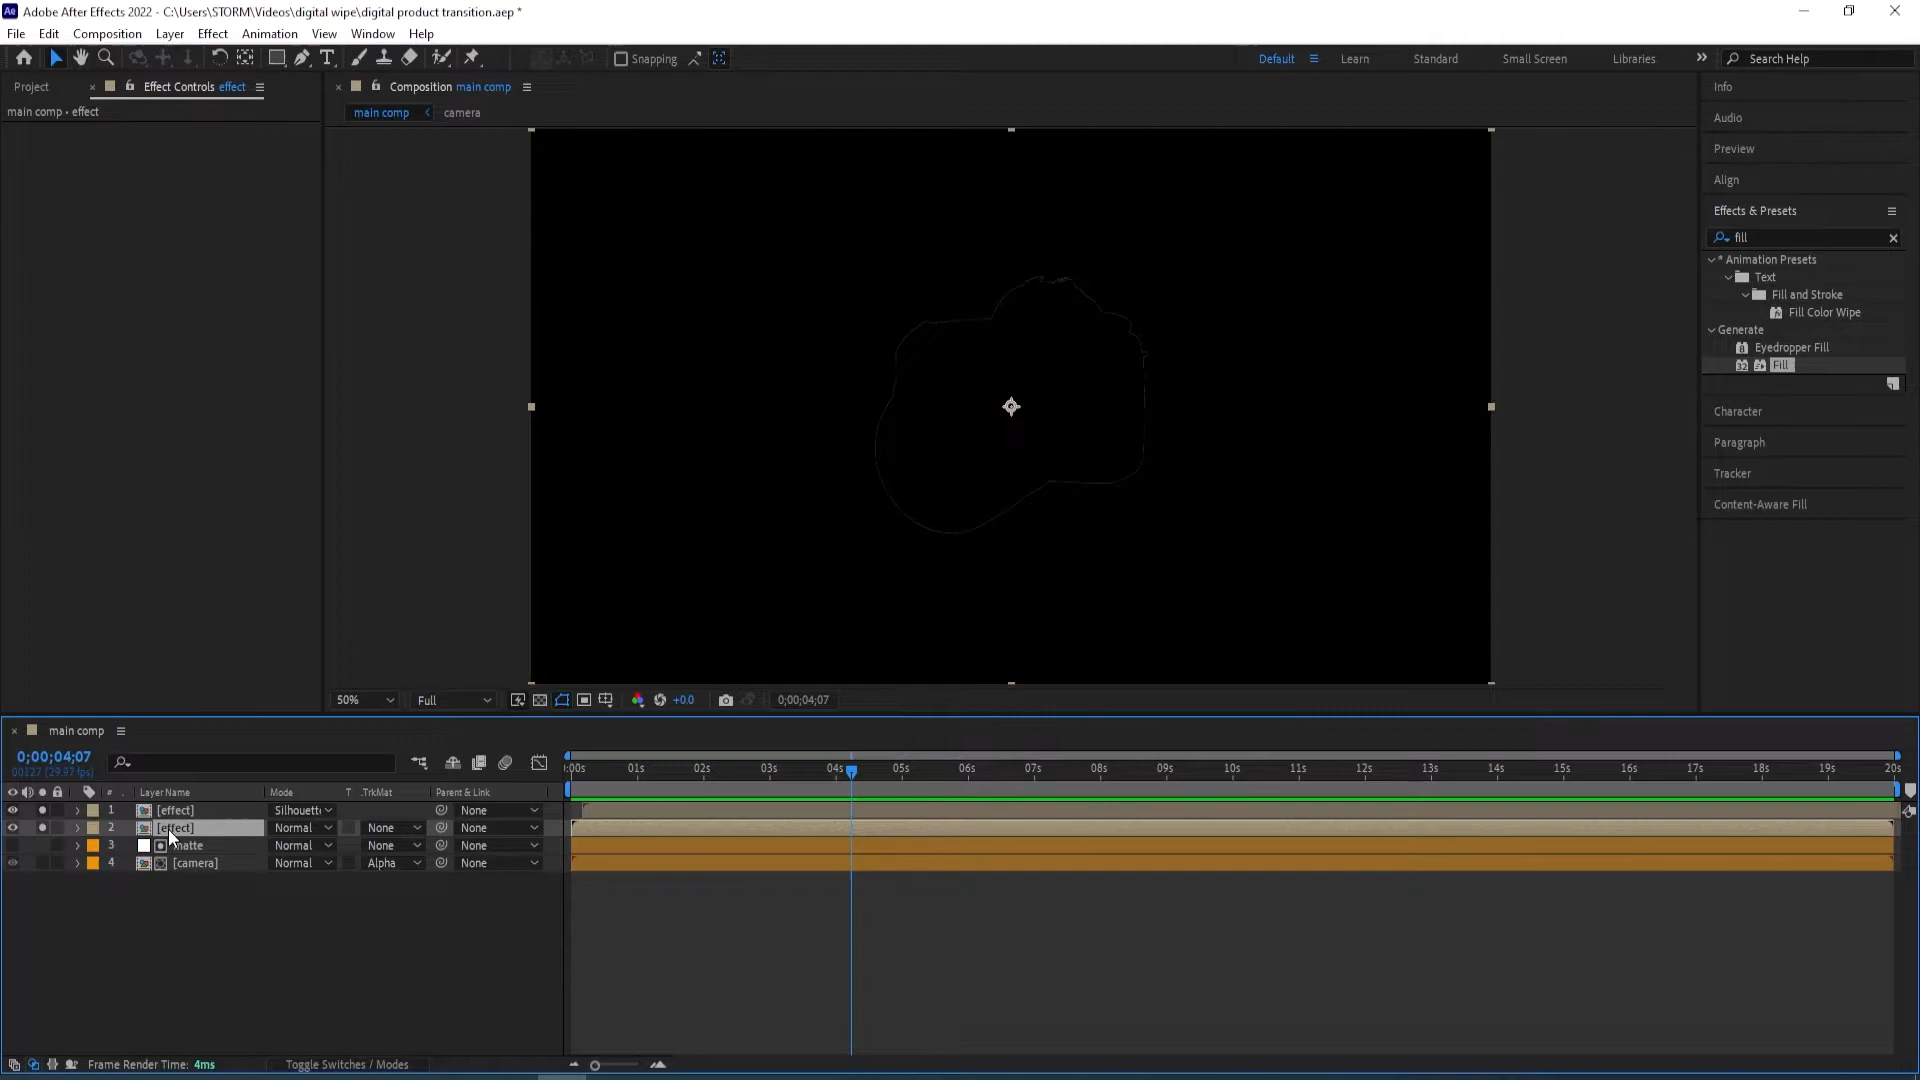 Ae Adobe After Effects 2022 - C:\Users\STORM\Videos\digital wipe\digital product transition.aep *
File Edit Composition Layer Effect Animation View Window Help
T Snapping Default Learn Standard Small Screen Libraries » Search Help
Project × Effect Controls effect × Composition main comp
main comp • effect
main comp camera
Info
Audio
Preview
Align
Effects & Presets
fill
* Animation Presets
Text
Fill and Stroke
Fill Color Wipe
Generate
Eyedropper Fill
32 Fill
Character
Paragraph
Tracker
Content-Aware Fill
50% Full +0.0 0;00;04;07
× main comp
0;00;04;07
00127 (29.97 fps)
:00s 01s 02s 03s 04s 05s 06s 07s 08s 09s 10s 11s 12s 13s 14s 15s 16s 17s 18s 19s 20s
# . Layer Name Mode T .TrkMat Parent & Link
1 [effect] Silhouett None
2 [effect] Normal None None
3 matte Normal None None
4 [camera] Normal Alpha None
Frame Render Time: 4ms Toggle Switches / Modes